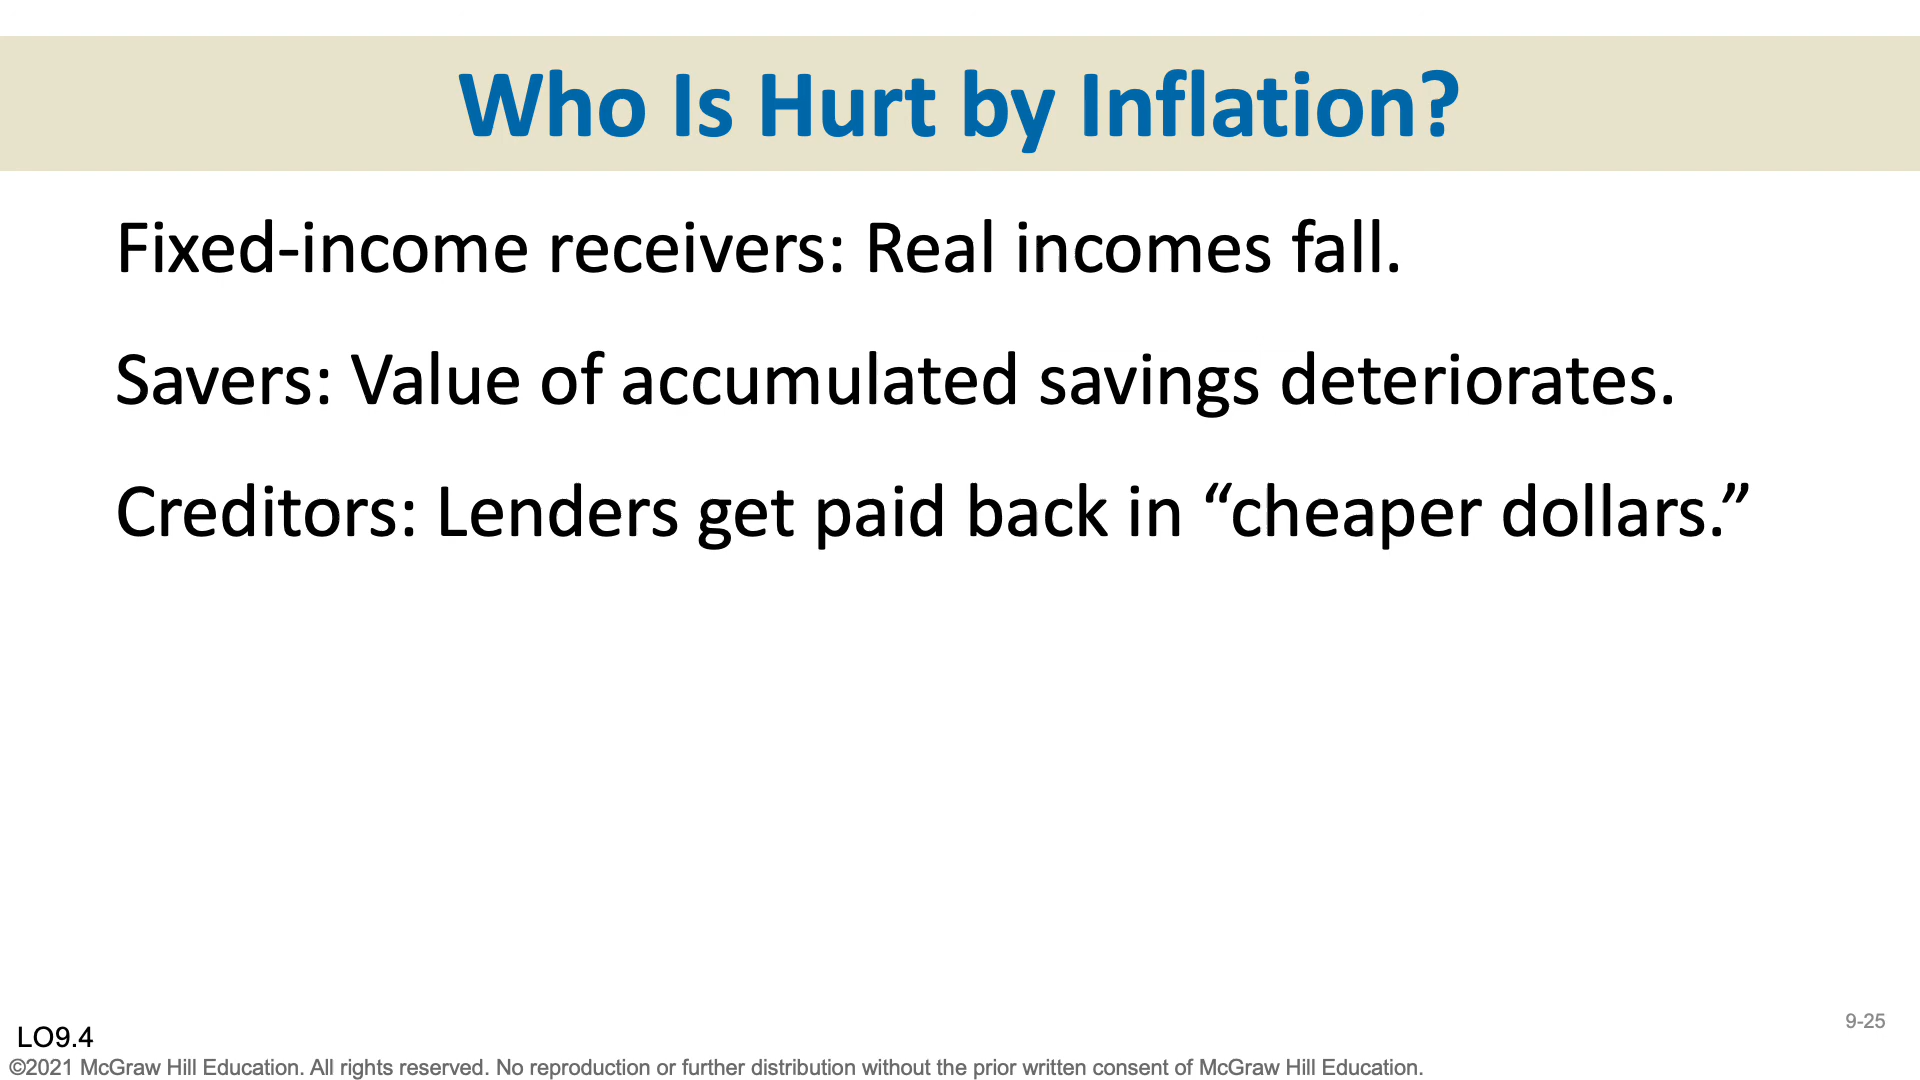 Who Is Hurt by Inflation?
Fixed-income receivers: Real incomes fall.
Savers: Value of accumulated savings deteriorates.
Creditors: Lenders get paid back in “cheaper dollars.”
9-25
LO9.4
©2021 McGraw Hill Education. All rights reserved. No reproduction or further distribution without the prior written consent of McGraw Hill Education.